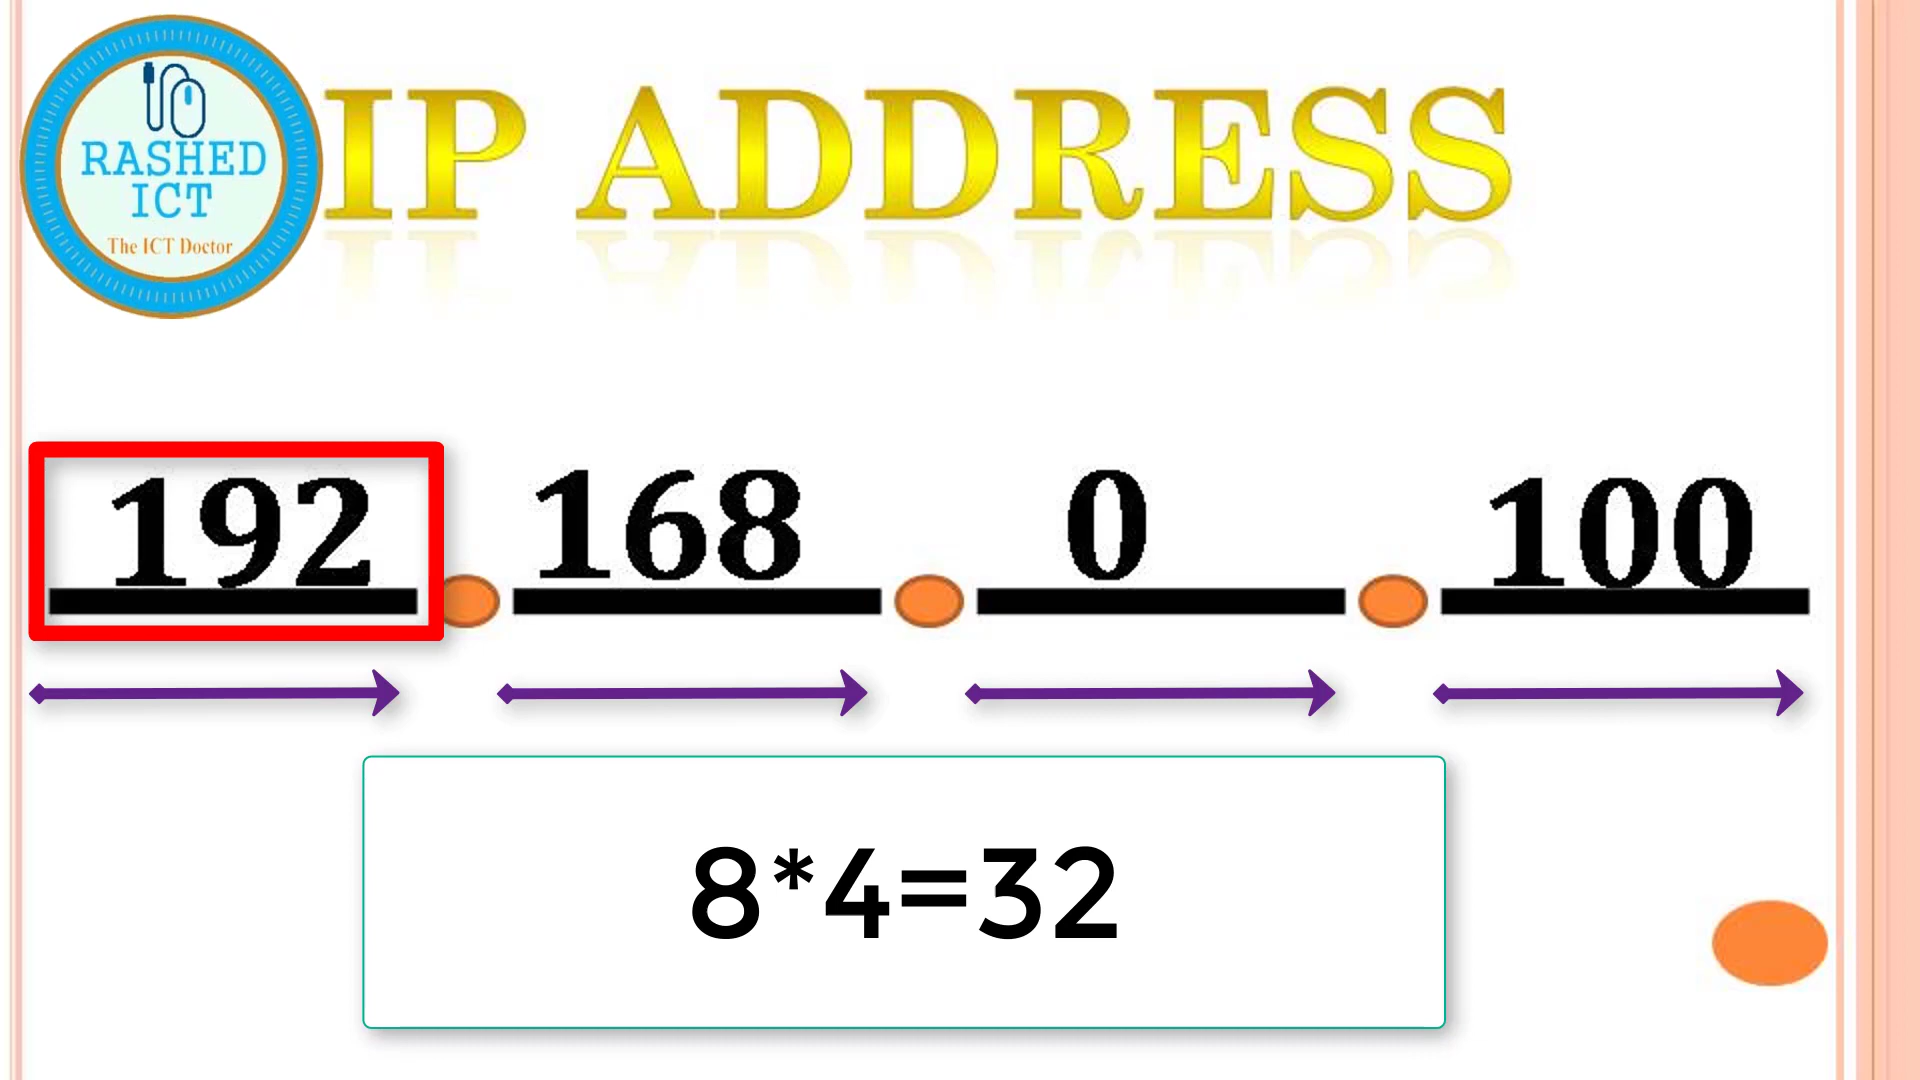 RASHED
ICT
The ICT Doctor
IP ADDRESS
192 . 168 . 0 . 100
8*4=32